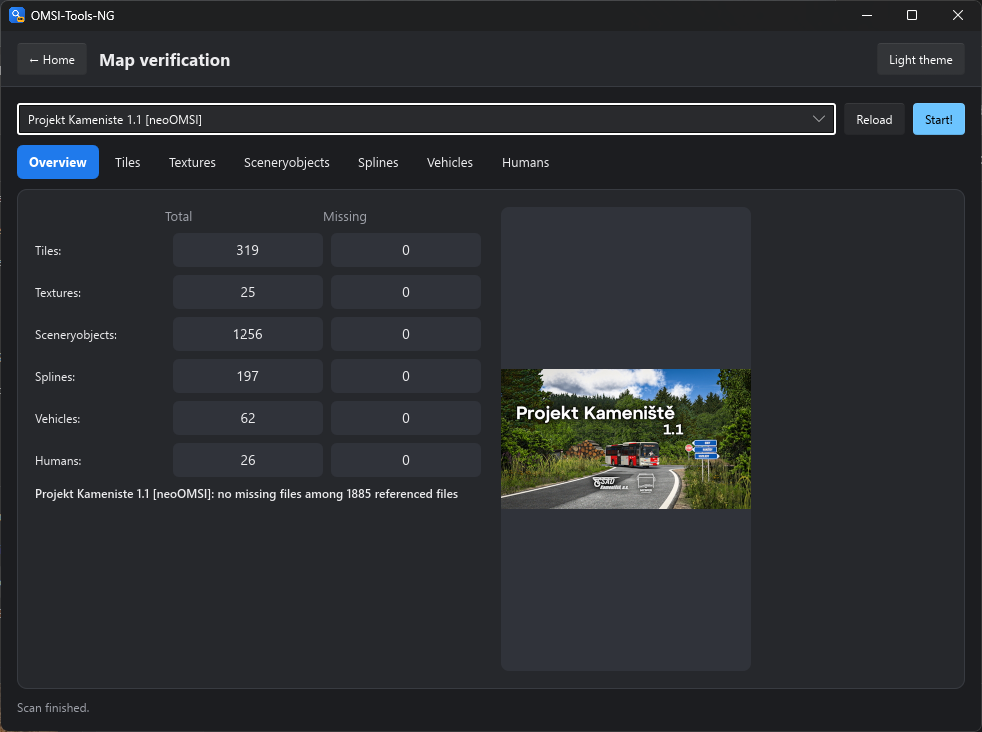 OMSI-Tools-NG
← Home
Map verification
Light theme
Projekt Kameniste 1.1 [neoOMSI]
Reload
Start!
Overview
Tiles
Textures
Sceneryobjects
Splines
Vehicles
Humans
Total
Missing
Tiles:
319
0
Textures:
25
0
Sceneryobjects:
1256
0
Splines:
197
0
Vehicles:
62
0
Humans:
26
0
Projekt Kameniste 1.1 [neoOMSI]: no missing files among 1885 referenced files
Projekt Kameniště
1.1
Scan finished.